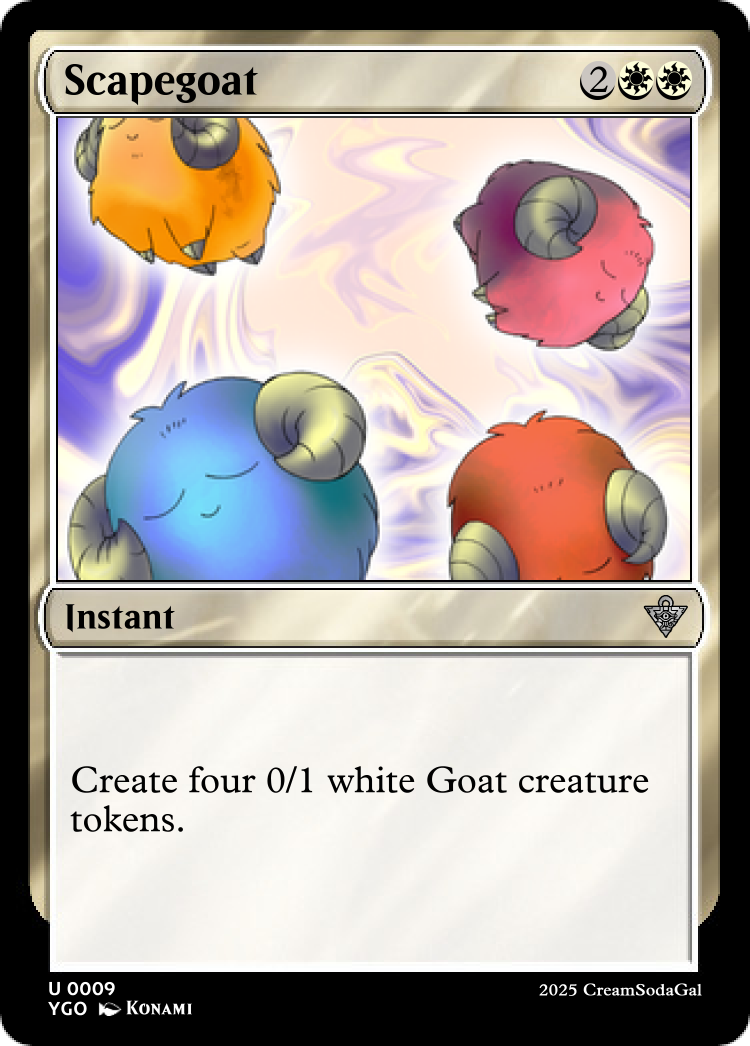 Scapegoat 2
Instant
Create four 0/1 white Goat creature
tokens.
U 0009
YGO KONAMI
2025 CreamSodaGal